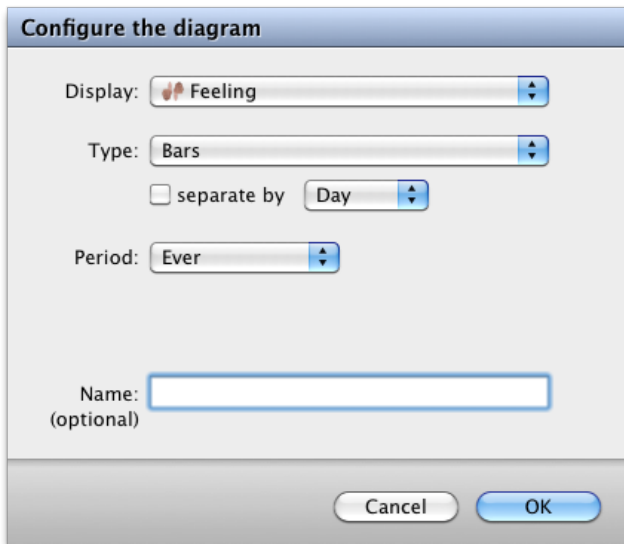 Configure the diagram
Display: Feeling
Type: Bars
separate by Day
Period: Ever
Name:
(optional)
Cancel OK